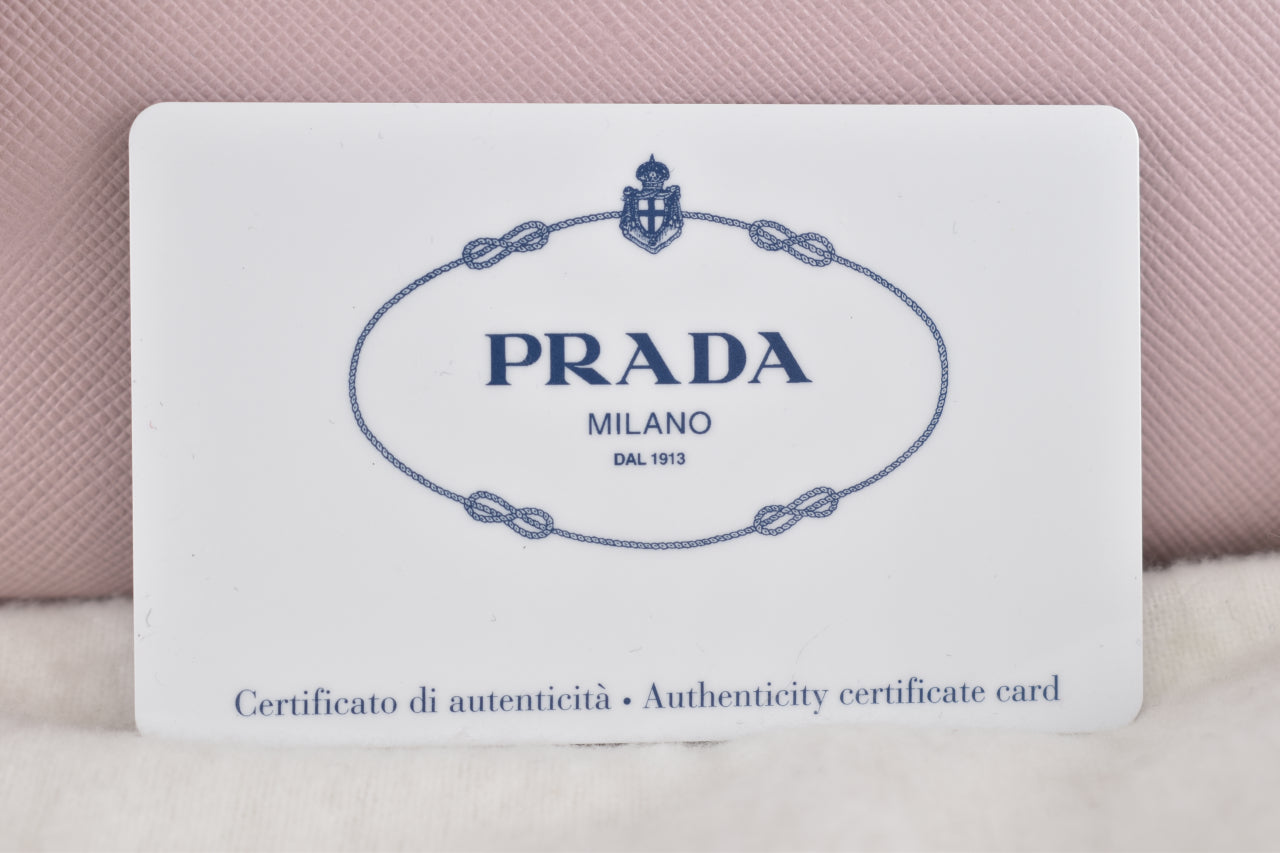 PRADA
MILANO
DAL 1913
Certificato di autenticità • Authenticity certificate card